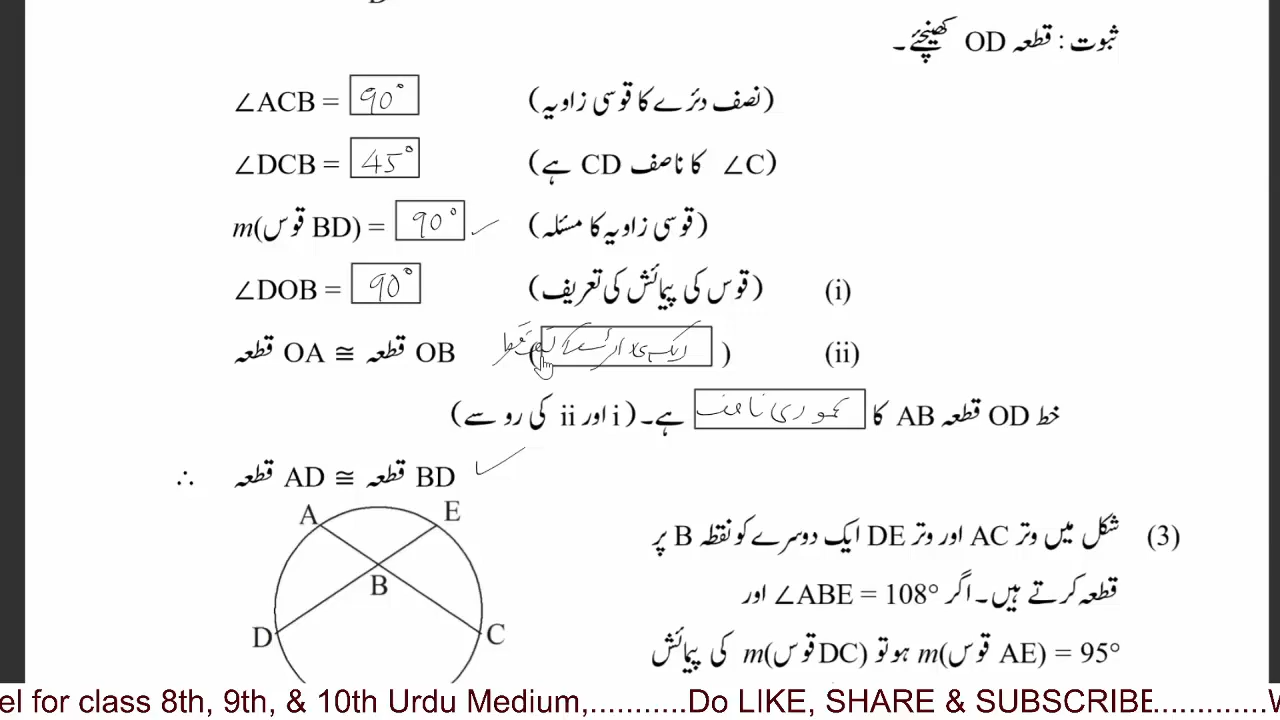 ثبوت : قطعہ OD کھینچئے۔
∠ACB = 90° (نصف دئرے کا قوسی زاویہ)
∠DCB = 45° (∠C کا ناصف CD ہے)
m(قوس BD) = 90° (قوسی زاویہ کا مسئلہ)
∠DOB = 90° (قوس کی پیمائش کی تعریف) (i)
قطعہ OA ≅ قطعہ OB ( ایک ہی دائرے کے ) (ii)
خط OD قطعہ AB کا عمودی ناصف ہے۔ (i اور ii کی رو سے)
∴ قطعہ AD ≅ قطعہ BD
(3) شکل میں وتر AC اور وتر DE ایک دوسرے کو نقطہ B پر
قطعہ کرتے ہیں۔ اگر ∠ABE = 108° اور
m(قوس AE) = 95° ہو تو m(قوس DC) کی پیمائش
A
E
B
D
C
el for class 8th, 9th, & 10th Urdu Medium,...........Do LIKE, SHARE & SUBSCRIBE.............